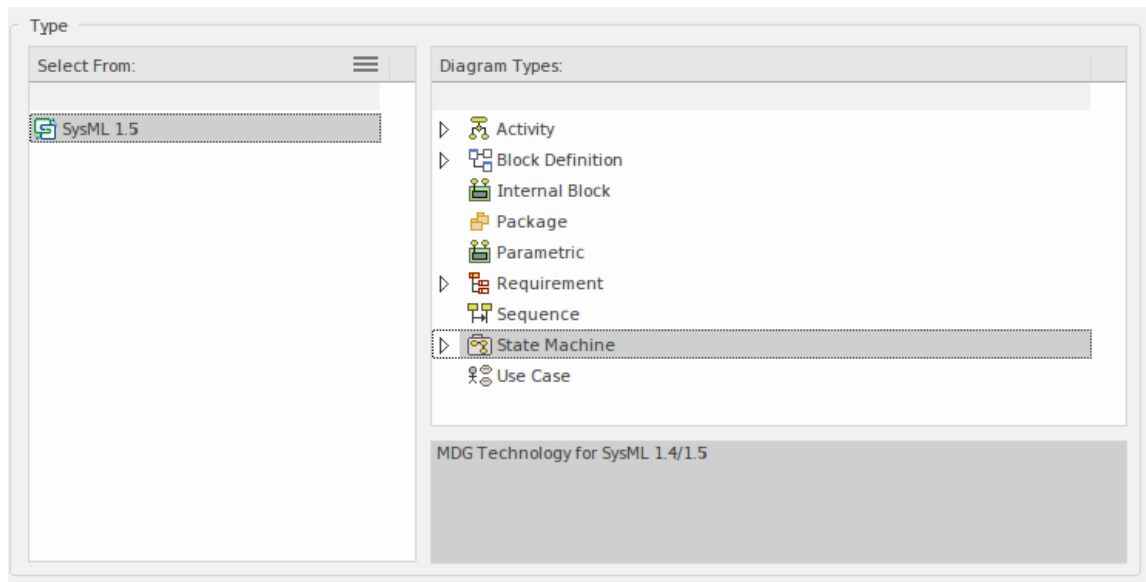 Type
Select From:
SysML 1.5
Diagram Types:
Activity
Block Definition
Internal Block
Package
Parametric
Requirement
Sequence
State Machine
Use Case
MDG Technology for SysML 1.4/1.5